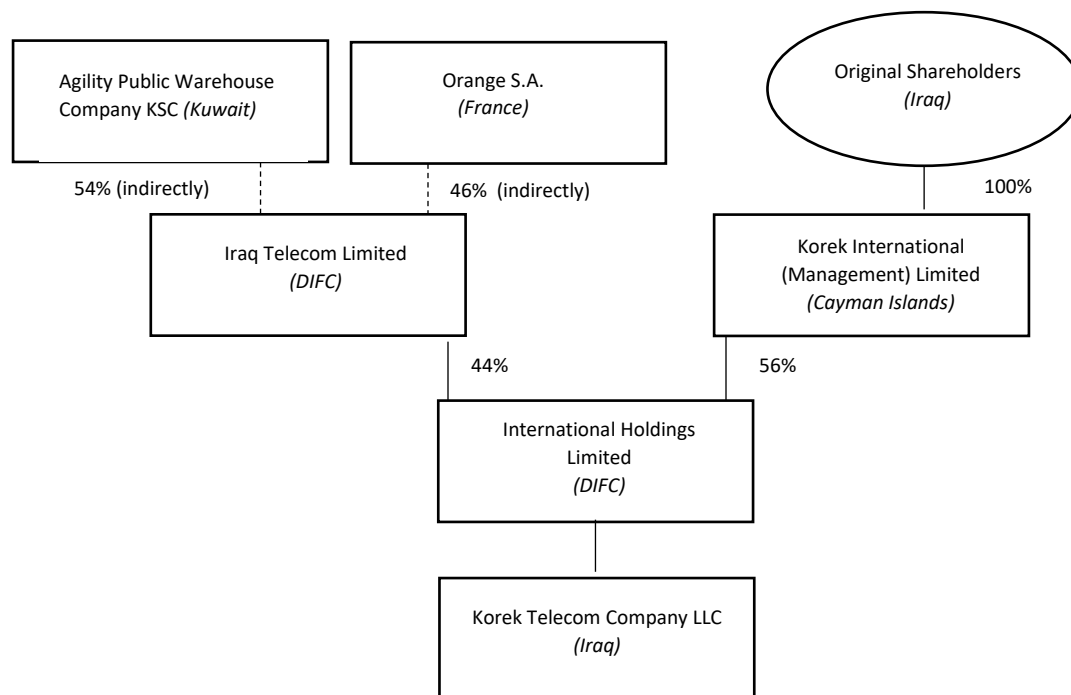 Agility Public Warehouse
Company KSC (Kuwait)
Orange S.A.
(France)
Original Shareholders
(Iraq)
54% (indirectly)
46% (indirectly)
100%
Iraq Telecom Limited
(DIFC)
Korek International
(Management) Limited
(Cayman Islands)
44%
56%
International Holdings
Limited
(DIFC)
Korek Telecom Company LLC
(Iraq)